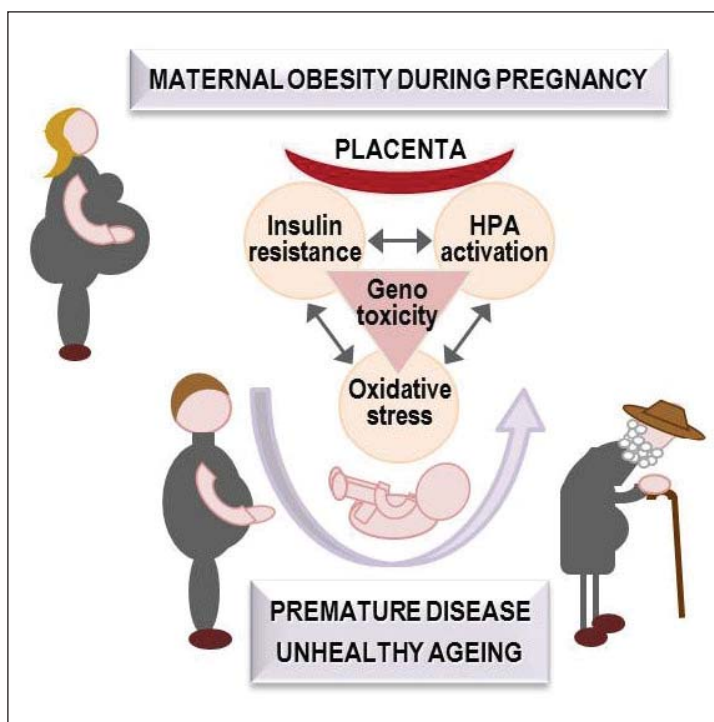 MATERNAL OBESITY DURING PREGNANCY
PLACENTA
Insulin
resistance
HPA
activation
Geno
toxicity
Oxidative
stress
PREMATURE DISEASE
UNHEALTHY AGEING